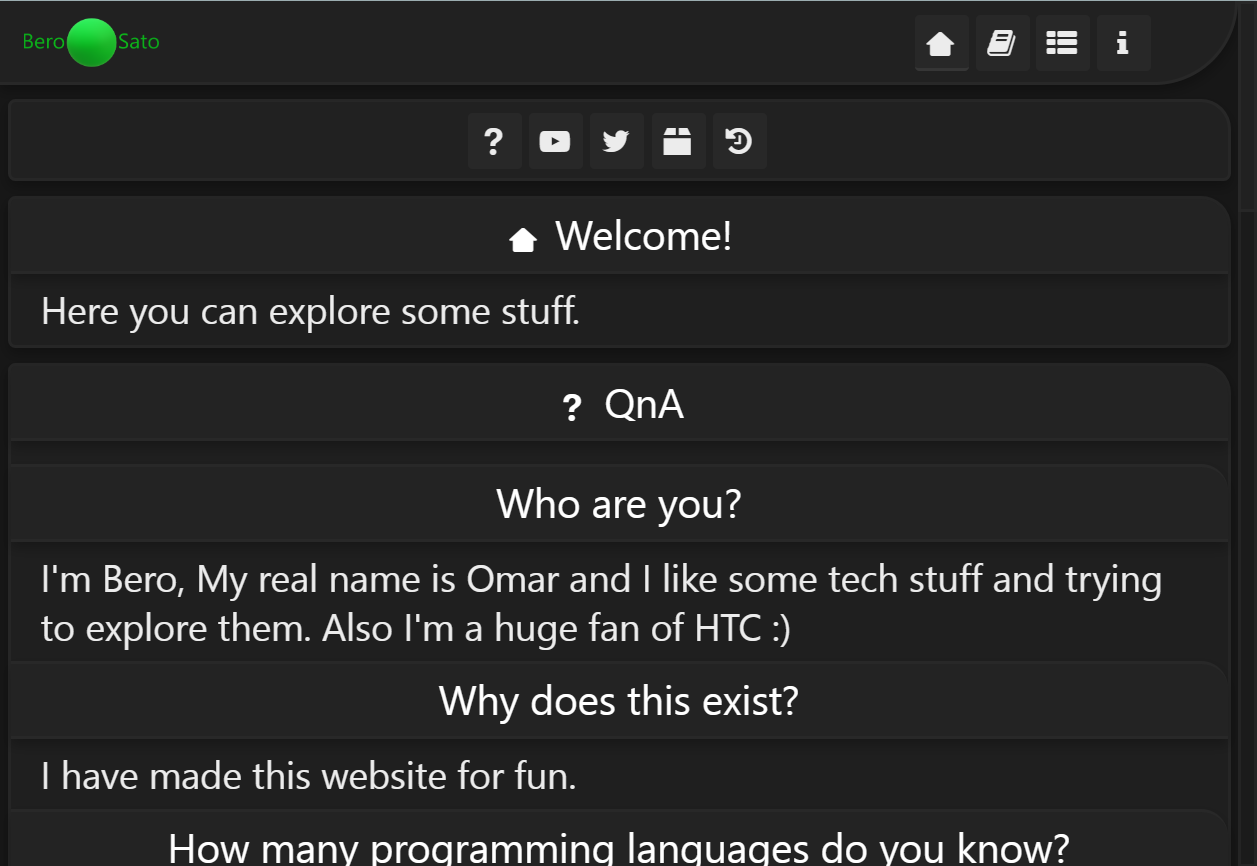 Bero Sato
Welcome!
Here you can explore some stuff.
QnA
Who are you?
I'm Bero, My real name is Omar and I like some tech stuff and trying
to explore them. Also I'm a huge fan of HTC :)
Why does this exist?
I have made this website for fun.
How many programming languages do you know?